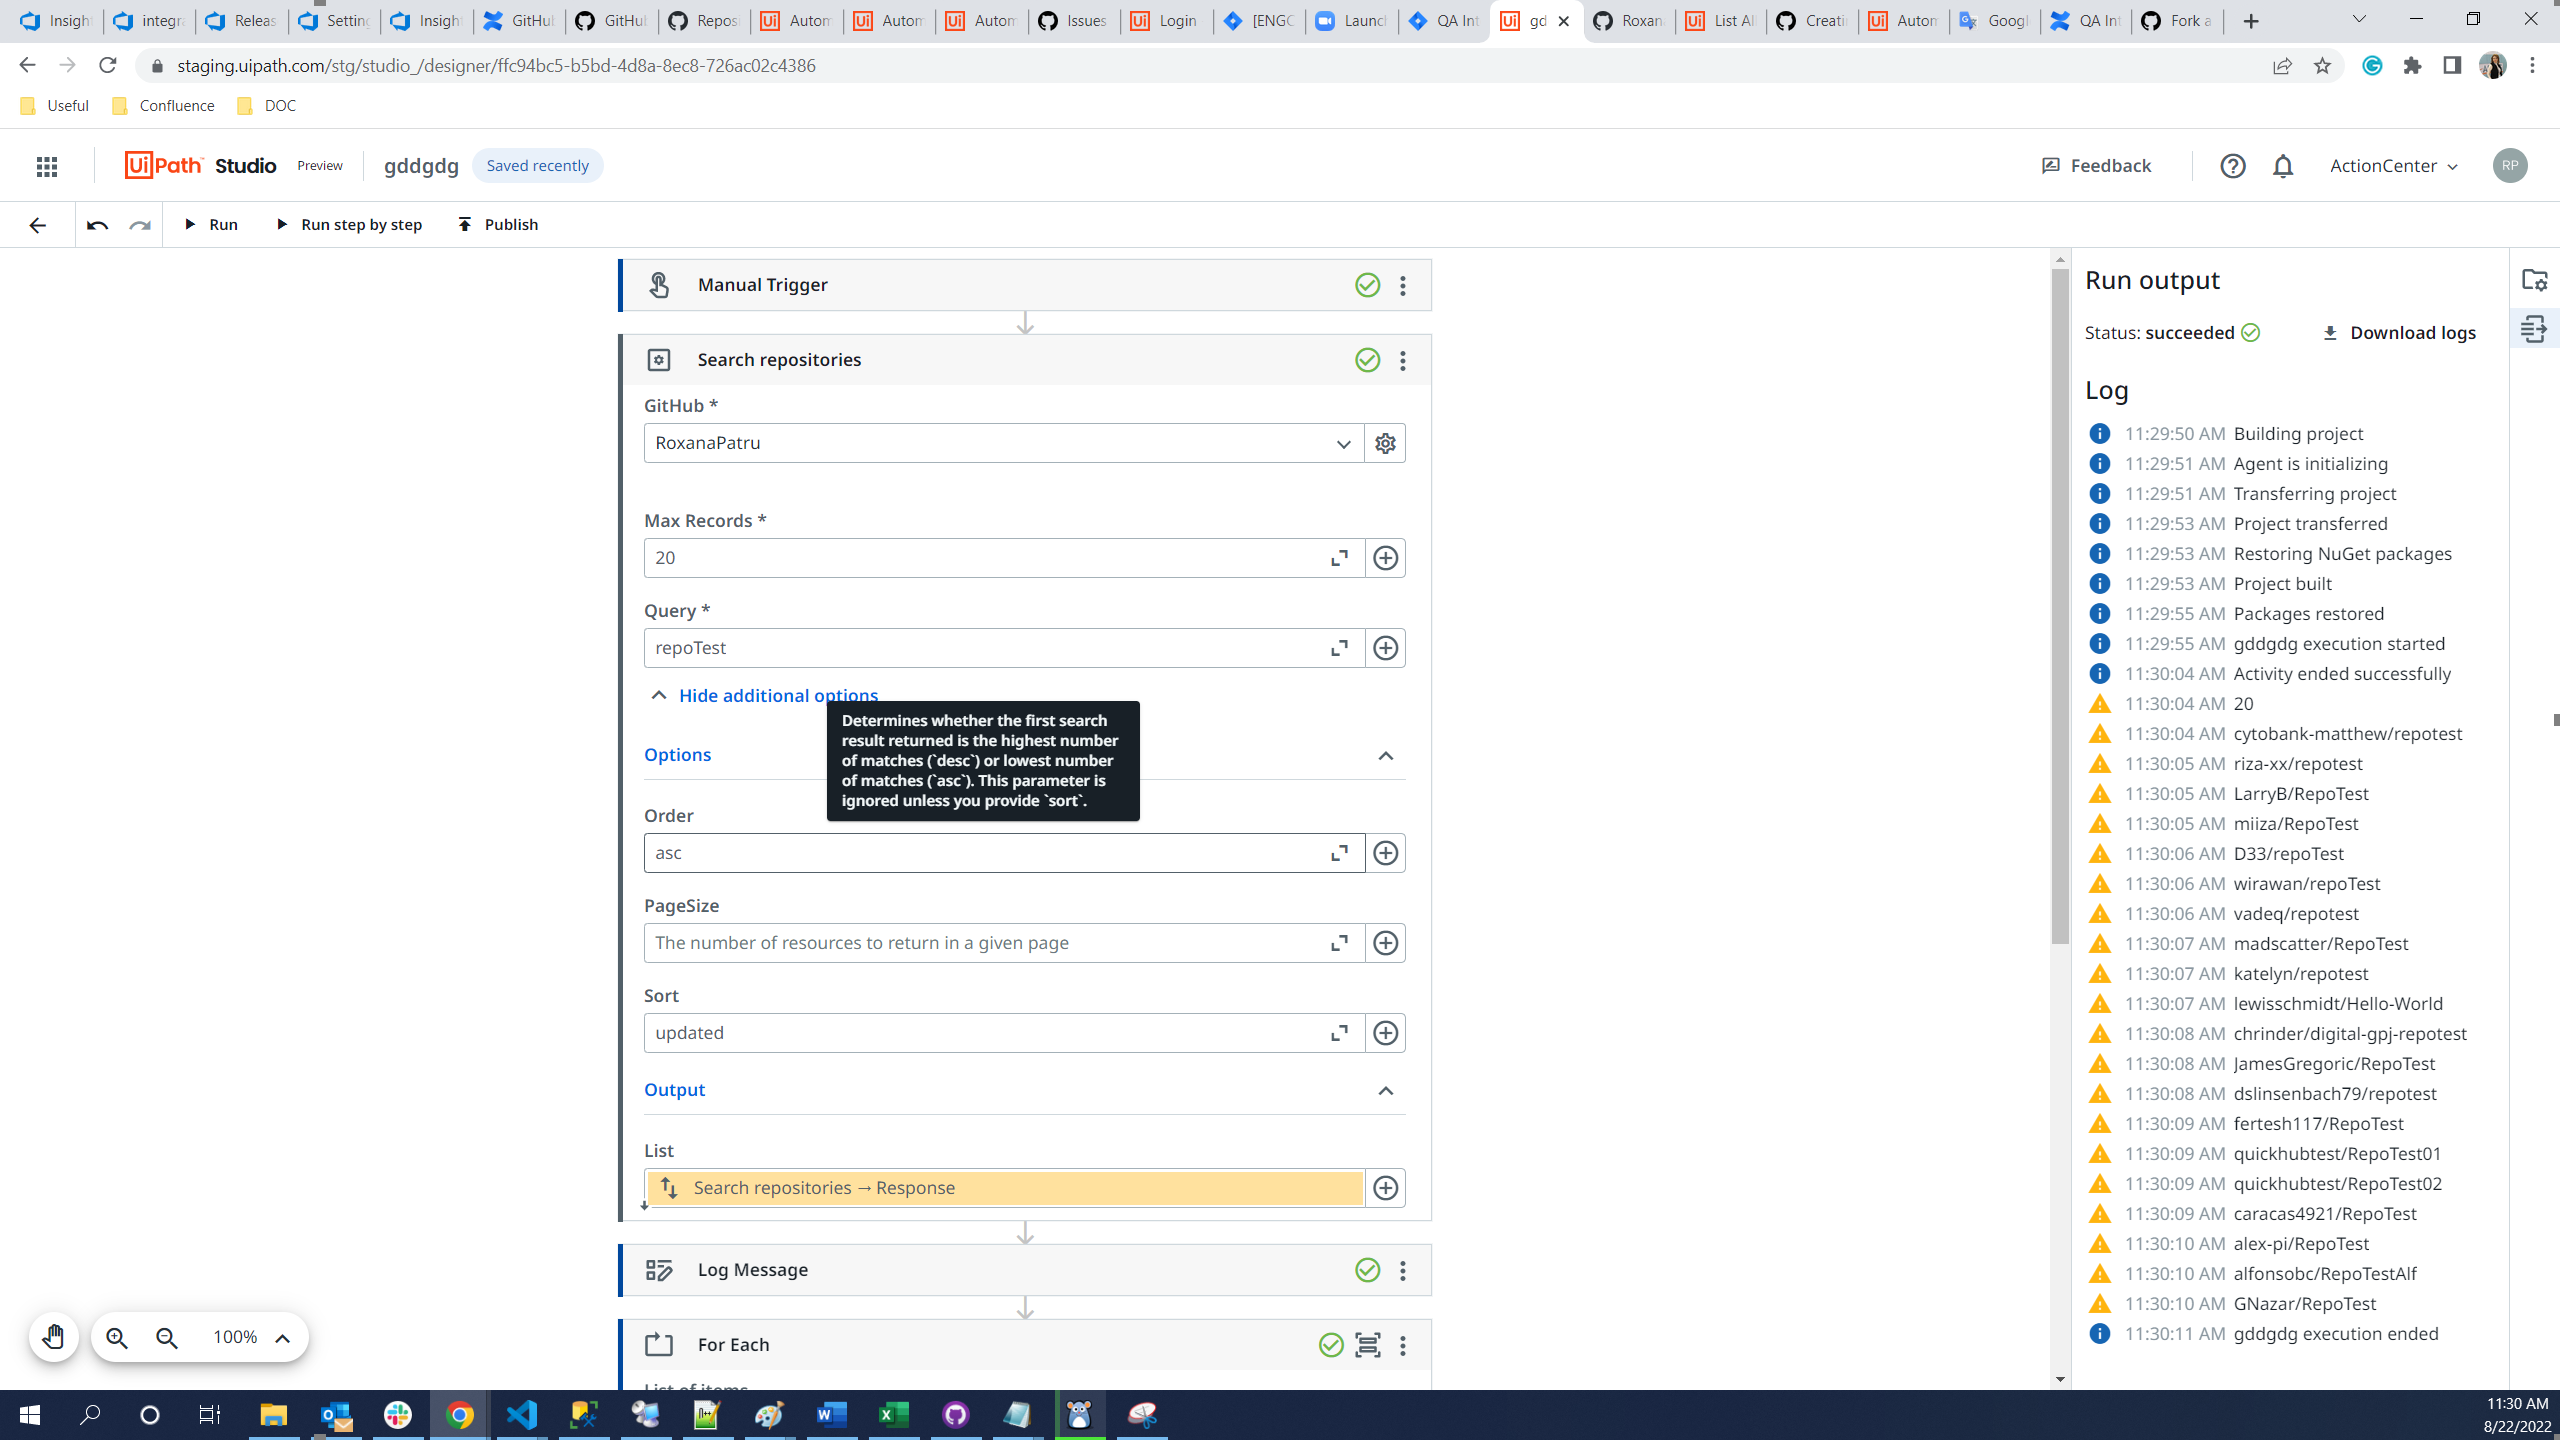 Insight
integra
Releas
Setting
Insight
GitHub
GitHub
Repos
Autom
Autom
Autom
Issues
Login
[ENGC
Launch
QA Int
gd
Roxan
List All
Creati
Autom
Google
QA Int
Fork a
staging.uipath.com/stg/studio_/designer/ffc94bc5-b5bd-4d8a-8ec8-726ac02c4386
Useful
Confluence
DOC
UiPath Studio Preview gddgdg Saved recently
Feedback
ActionCenter
RP
Run
Run step by step
Publish
Manual Trigger
Search repositories
GitHub *
RoxanaPatru
Max Records *
20
Query *
repoTest
Hide additional options
Determines whether the first search
result returned is the highest number
of matches (`desc`) or lowest number
of matches (`asc`). This parameter is
ignored unless you provide `sort`.
Options
Order
asc
PageSize
The number of resources to return in a given page
Sort
updated
Output
List
Search repositories → Response
Log Message
For Each
List of items
100%
Run output
Status: succeeded
Download logs
Log
11:29:50 AM Building project
11:29:51 AM Agent is initializing
11:29:51 AM Transferring project
11:29:53 AM Project transferred
11:29:53 AM Restoring NuGet packages
11:29:53 AM Project built
11:29:55 AM Packages restored
11:29:55 AM gddgdg execution started
11:30:04 AM Activity ended successfully
11:30:04 AM 20
11:30:04 AM cytobank-matthew/repotest
11:30:05 AM riza-xx/repotest
11:30:05 AM LarryB/RepoTest
11:30:05 AM miiza/RepoTest
11:30:06 AM D33/repoTest
11:30:06 AM wirawan/repoTest
11:30:06 AM vadeq/repotest
11:30:07 AM madscatter/RepoTest
11:30:07 AM katelyn/repotest
11:30:07 AM lewisschmidt/Hello-World
11:30:08 AM chrinder/digital-gpj-repotest
11:30:08 AM JamesGregoric/RepoTest
11:30:08 AM dslinsenbach79/repotest
11:30:09 AM fertesh117/RepoTest
11:30:09 AM quickhubtest/RepoTest01
11:30:09 AM quickhubtest/RepoTest02
11:30:09 AM caracas4921/RepoTest
11:30:10 AM alex-pi/RepoTest
11:30:10 AM alfonsobc/RepoTestAlf
11:30:10 AM GNazar/RepoTest
11:30:11 AM gddgdg execution ended
11:30 AM
8/22/2022